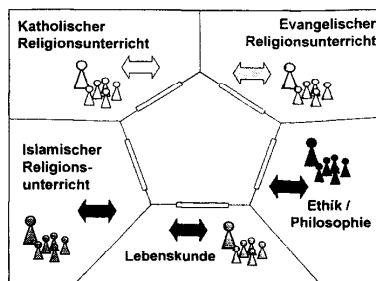 Katholischer
Religionsunterricht
Evangelischer
Religionsunterricht
Islamischer
Religions-
unterricht
Ethik /
Philosophie
Lebenskunde